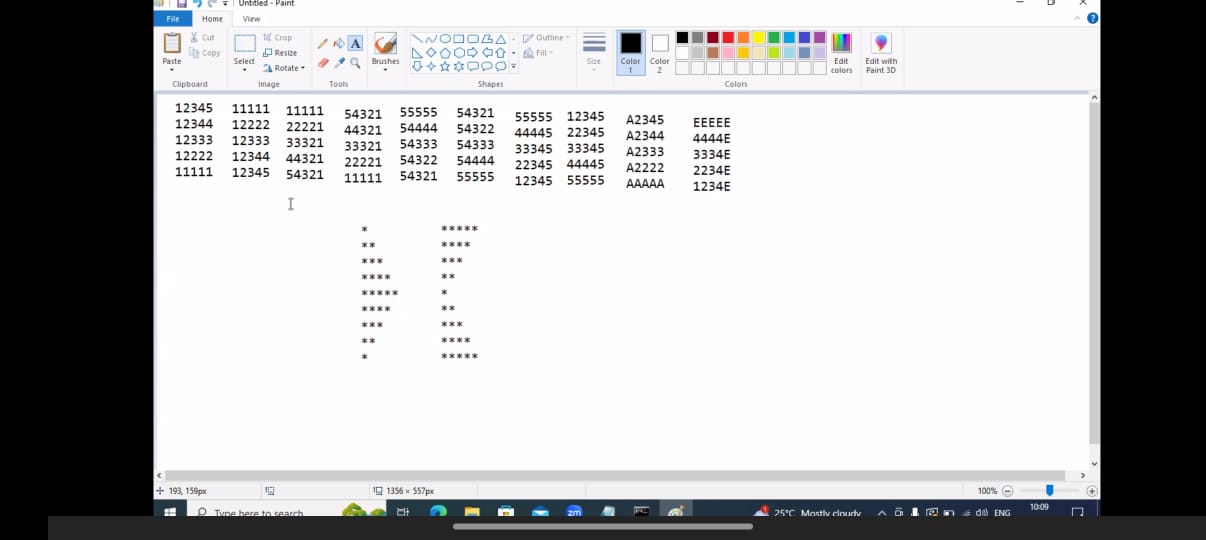 Untitled - Paint
File Home View
Cut
Copy
Paste
Clipboard
Crop
Resize
Rotate
Select
Image
Tools
Brushes
Outline
Fill
Shapes
Size
Color 1
Color 2
Edit colors
Edit with Paint 3D
Colors
12345 11111 11111 54321 55555 54321 55555 12345 A2345 EEEEE
12344 12222 22221 44321 54444 54322 44445 22345 A2344 4444E
12333 12333 33321 33321 54333 54333 33345 33345 A2333 3334E
12222 12344 44321 22221 54322 54444 22345 44445 A2222 2234E
11111 12345 54321 11111 54321 55555 12345 55555 AAAAA 1234E
* *****
** ****
*** ***
**** **
***** *
**** **
*** ***
** ****
* *****
193, 159px 1356 × 557px 100%
Type here to search zm 25°C Mostly cloudy ENG 10:09